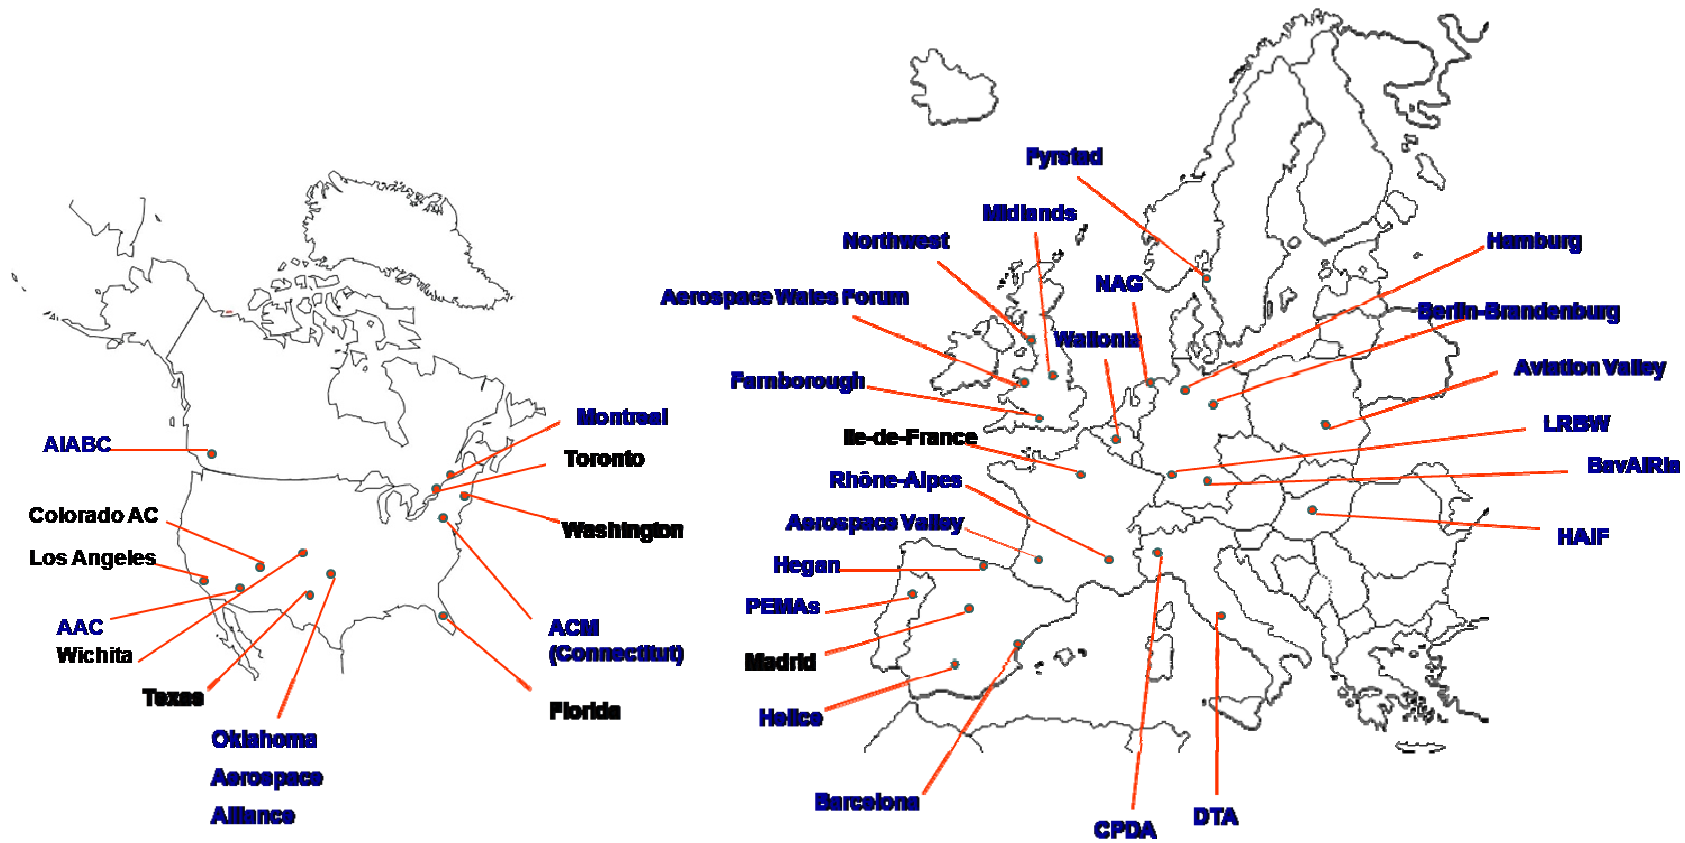 AIABC
Montreal
Toronto
Colorado AC
Washington
Los Angeles
AAC
Wichita
ACM
(Connectitut)
Texas
Florida
Oklahoma
Aerospace
Alliance
Fyrstad
Midlands
Northwest
Hamburg
NAG
Aerospace Wales Forum
Berlin-Brandenburg
Wallonia
Aviation Valley
Farnborough
LRBW
Ile-de-France
BavAIRia
Rhône-Alpes
Aerospace Valley
HAIF
Hegan
PEMAs
Madrid
Helice
Barcelona
CPDA
DTA